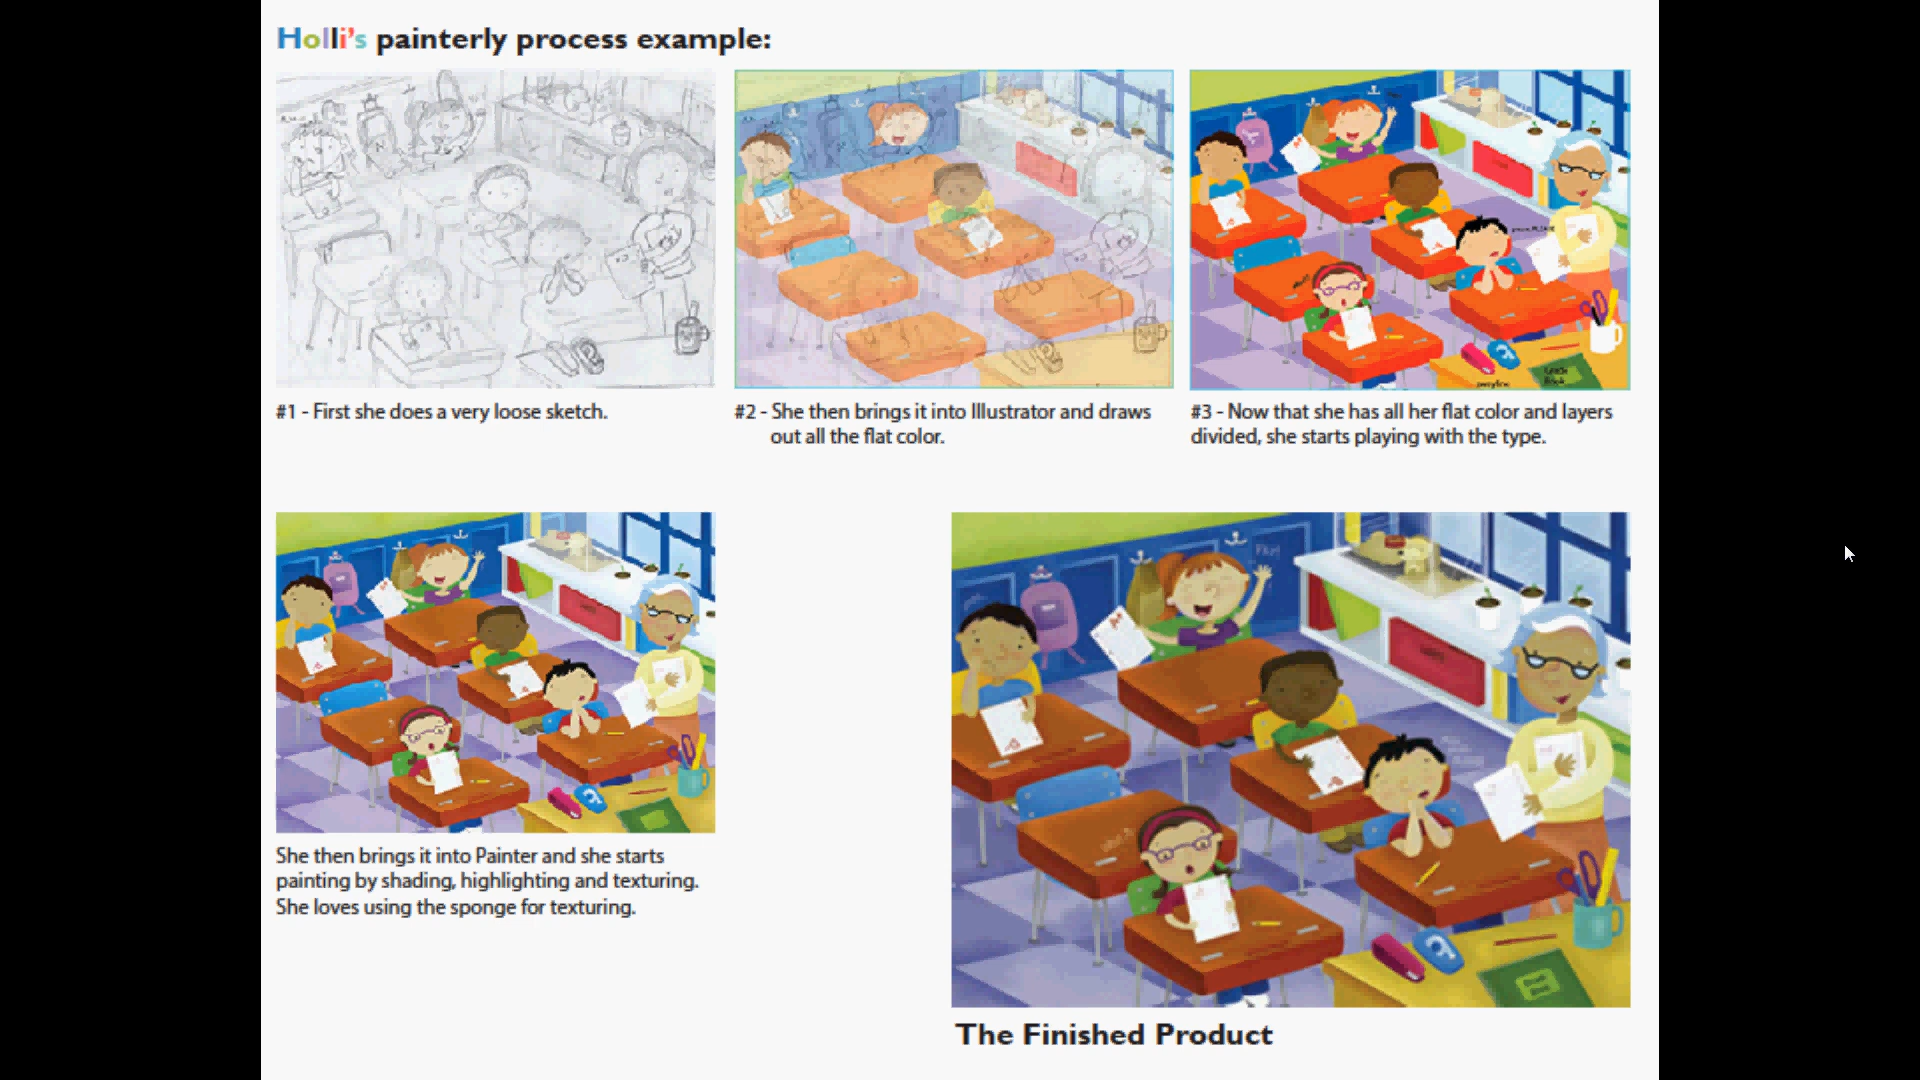 Holli's painterly process example:
#1 - First she does a very loose sketch.
#2 - She then brings it into Illustrator and draws
out all the flat color.
#3 - Now that she has all her flat color and layers
divided, she starts playing with the type.
She then brings it into Painter and she starts
painting by shading, highlighting and texturing.
She loves using the sponge for texturing.
The Finished Product